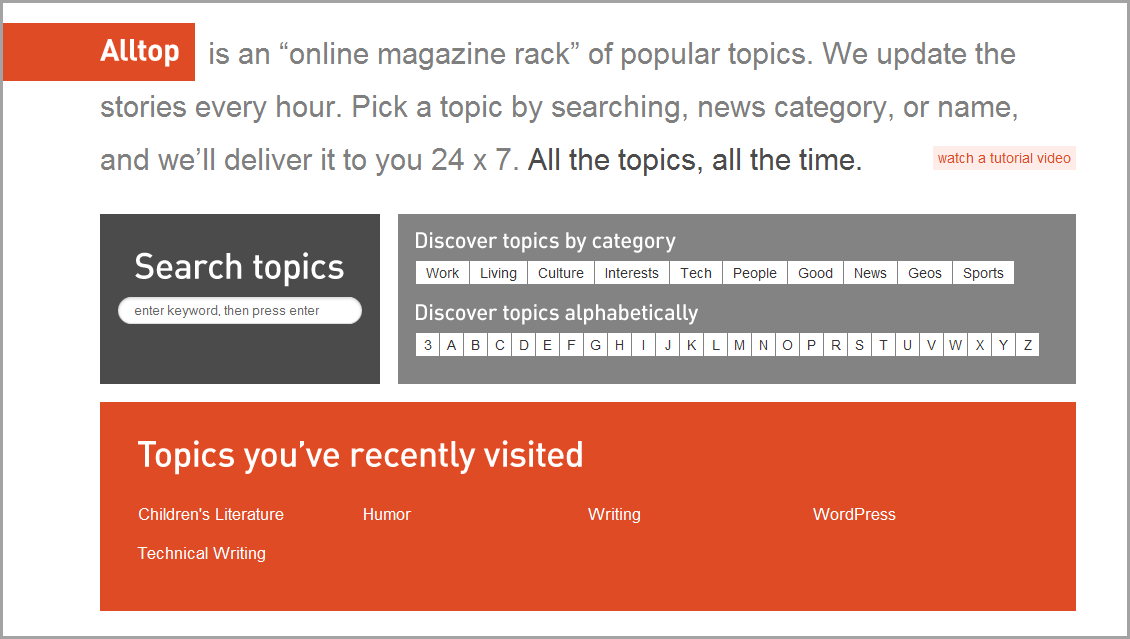 Alltop is an “online magazine rack” of popular topics. We update the
stories every hour. Pick a topic by searching, news category, or name,
and we’ll deliver it to you 24 x 7. All the topics, all the time.
watch a tutorial video
Search topics
enter keyword, then press enter
Discover topics by category
Work Living Culture Interests Tech People Good News Geos Sports
Discover topics alphabetically
3 A B C D E F G H I J K L M N O P R S T U V W X Y Z
Topics you’ve recently visited
Children's Literature Humor Writing WordPress
Technical Writing